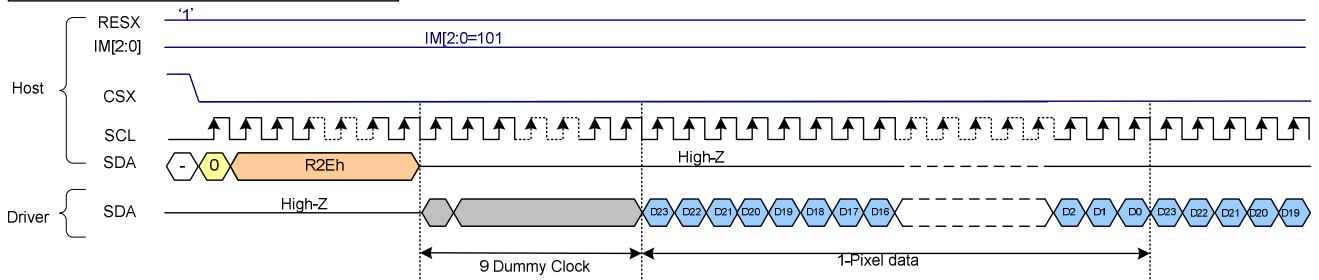 RESX '1'
IM[2:0] IM[2:0=101
Host
CSX
SCL
SDA - 0 R2Eh High-Z
Driver SDA High-Z D23 D22 D21 D20 D19 D18 D17 D16 D2 D1 D0 D23 D22 D21 D20 D19
9 Dummy Clock 1-Pixel data